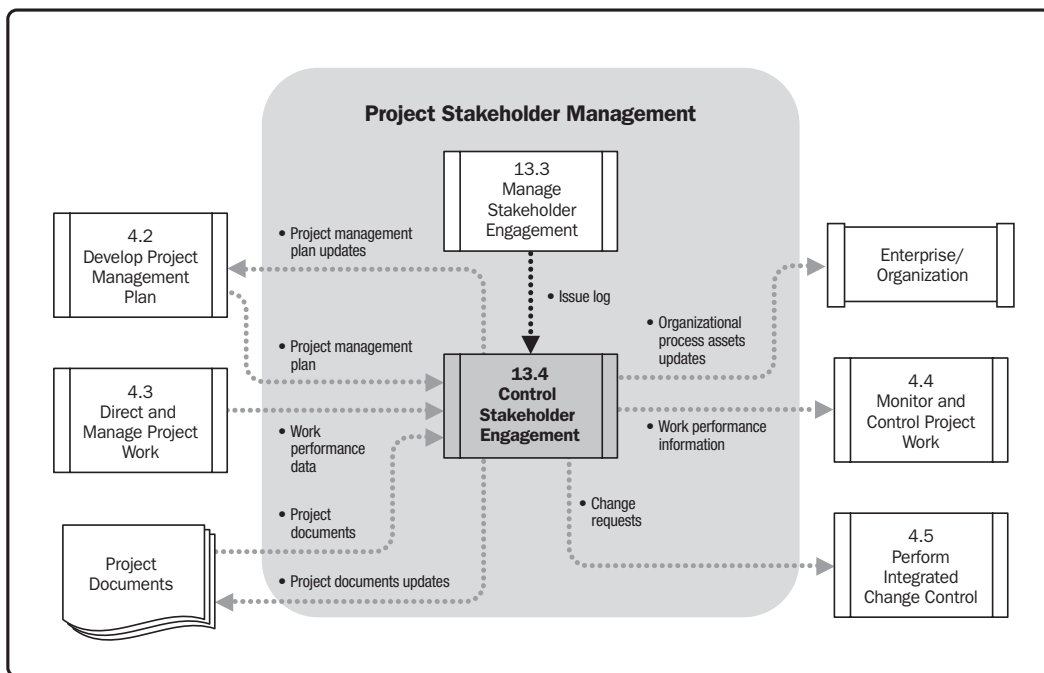 Project Stakeholder Management
13.3
Manage
Stakeholder
Engagement
4.2
Develop Project
Management
Plan
• Project management
plan updates
Enterprise/
Organization
• Issue log
• Organizational
process assets
updates
• Project management
plan
13.4
Control
Stakeholder
Engagement
4.3
Direct and
Manage Project
Work
• Work
performance
data
• Work performance
information
4.4
Monitor and
Control Project
Work
• Project
documents
• Change
requests
Project
Documents
• Project documents updates
4.5
Perform
Integrated
Change Control